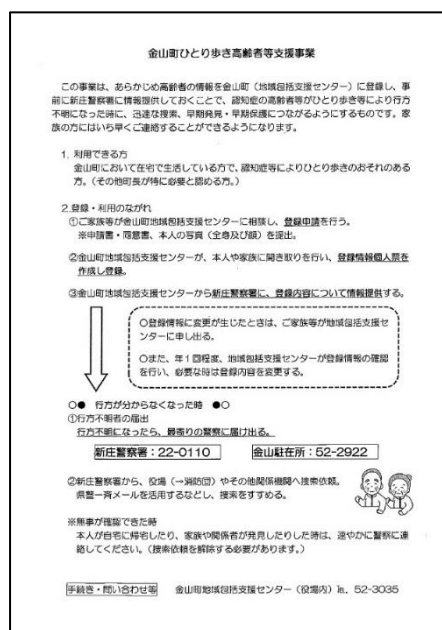 金山町ひとり歩き高齢者等支援事業
この事業は、あらかじめ高齢者の情報を金山町（地域包括支援センター）に登録し、事
前に新庄警察署に情報提供しておくことで、認知症の高齢者等がひとり歩き等により行方
不明になった時に、迅速な捜索、早期発見・早期保護につながるようにするものです。家
族の方にはいち早くご連絡することができるようになります。
1．利用できる方
金山町において在宅で生活している方で、認知症等によりひとり歩きのおそれのある
方。（その他町長が特に必要と認める方。）
2.登録・利用のながれ
①ご家族等が金山町地域包括支援センターに相談し、登録申請を行う。
※申請書・同意書、本人の写真（全身及び顔）を提出。
②金山町地域包括支援センターが、本人や家族に聞き取りを行い、登録情報個人票を
作成し登録。
③金山町地域包括支援センターから新庄警察署に、登録内容について情報提供する。
○登録情報に変更が生じたときは、ご家族等が地域包括支援セ
ンターに申し出る。
○また、年1回程度、地域包括支援センターが登録情報の確認
を行い、必要な時は登録内容を変更する。
○● 行方が分からなくなった時 ●○
①行方不明者の届出
行方不明になったら、最寄りの警察に届け出る。
新庄警察署：22-0110 金山駐在所：52-2922
②新庄警察署から、役場（→消防団）やその他関係機関へ捜索依頼。
県警一斉メールを活用するなどし、捜索をすすめる。
※無事が確認できた時
本人が自宅に帰宅したり、家族や関係者が発見したりした時は、速やかに警察に連
絡してください。（捜索依頼を解除する必要があります。）
手続き・問い合わせ等 金山町地域包括支援センター（役場内）℡. 52-3035